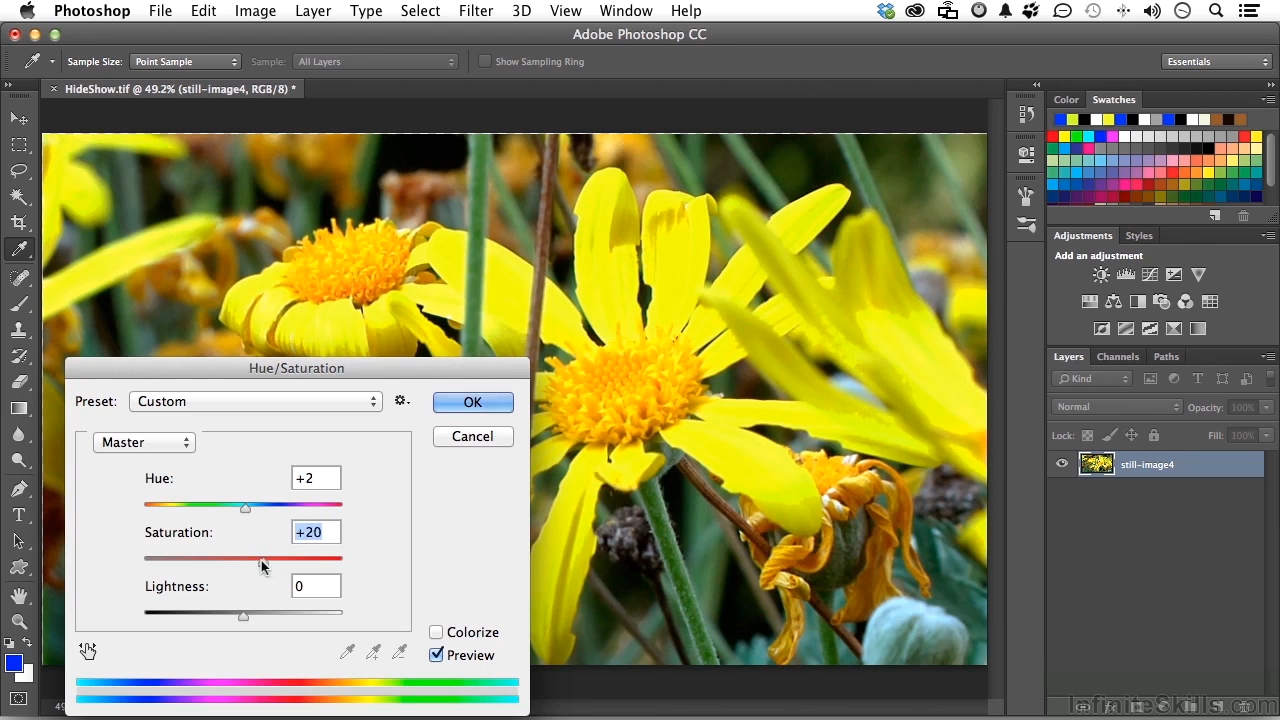 Photoshop File Edit Image Layer Type Select Filter 3D View Window Help
Adobe Photoshop CC
Sample Size: Point Sample Sample: All Layers Show Sampling Ring Essentials
× HideShow.tif @ 49.2% (still-image4, RGB/8) *
Color Swatches
Adjustments Styles
Add an adjustment
Layers Channels Paths
Kind
Normal Opacity: 100%
Lock: Fill: 100%
still-image4
Hue/Saturation
Preset: Custom OK
Cancel
Master
Hue: +2
Saturation: +20
Lightness: 0
Colorize
Preview
49
InfiniteSkills.com